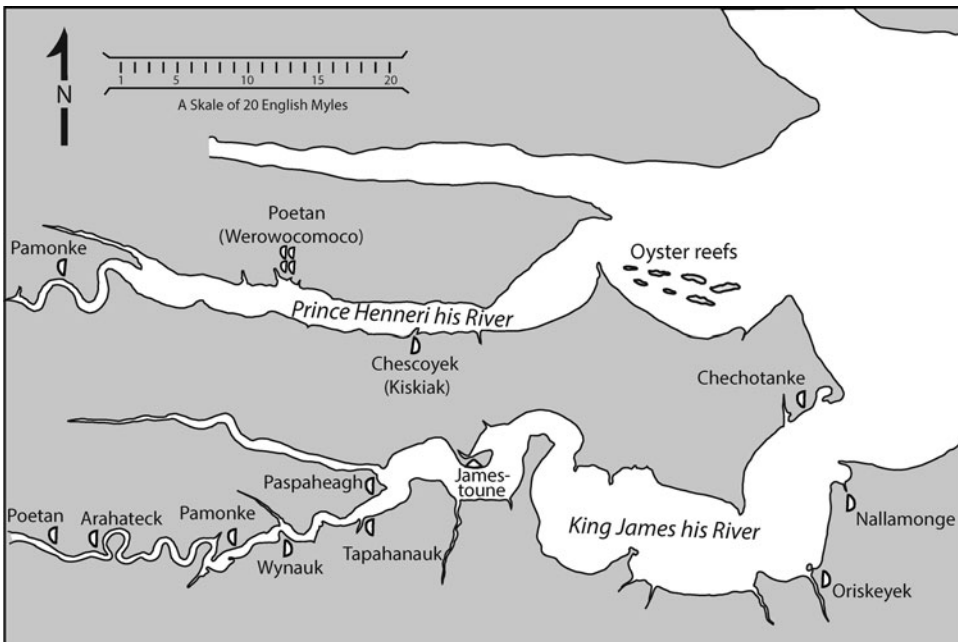 N
1 5 10 15 20
A Skale of 20 English Myles
Poetan
(Werowocomoco)
Pamonke
Oyster reefs
Prince Henneri his River
Chescoyek
(Kiskiak)
Chechotanke
Paspaheagh
James-
toune
Poetan
Arahateck
Pamonke
Wynauk
Tapahanauk
King James his River
Nallamonge
Oriskeyek